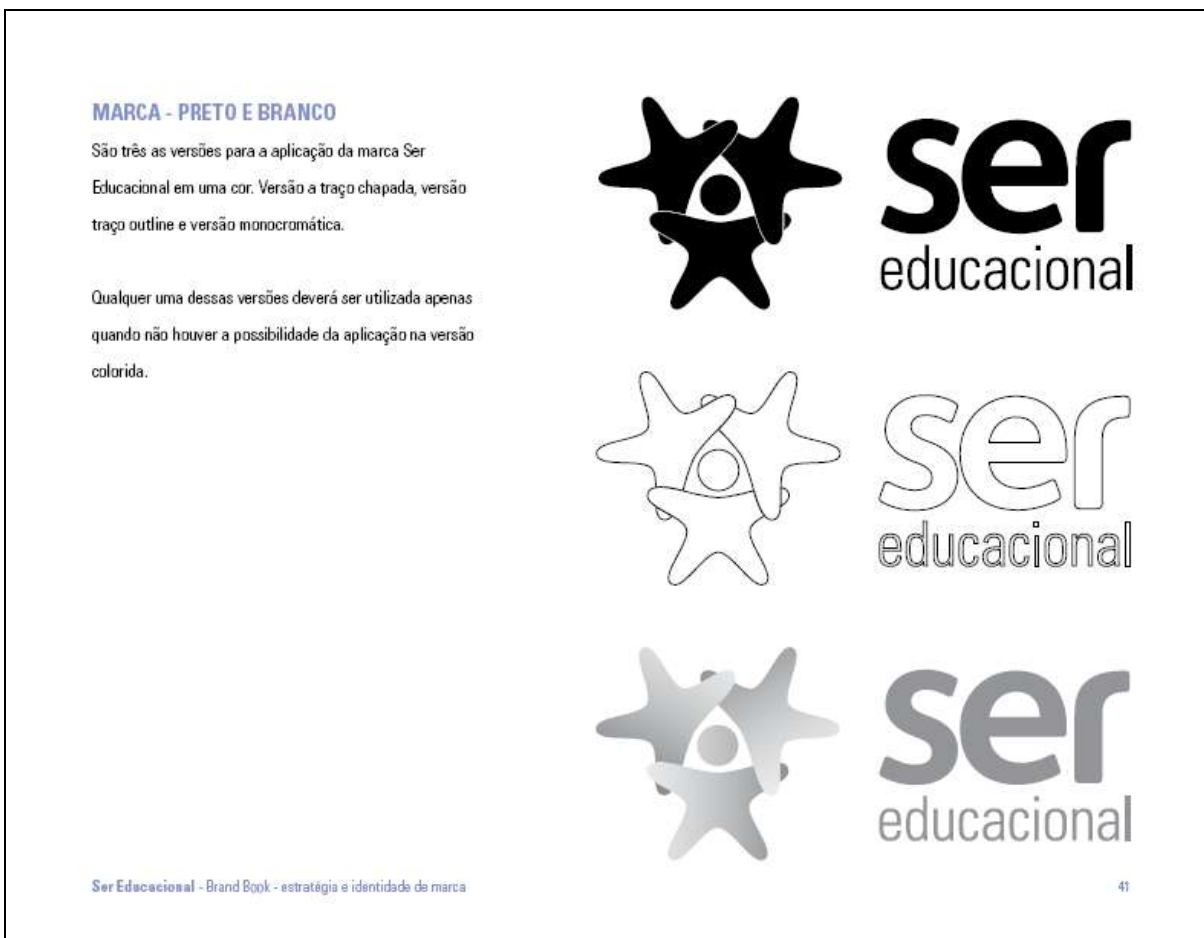 MARCA - PRETO E BRANCO
São três as versões para a aplicação da marca Ser
Educacional em uma cor. Versão a traço chapada, versão
traço outline e versão monocromática.
Qualquer uma dessas versões deverá ser utilizada apenas
quando não houver a possibilidade da aplicação na versão
colorida.
ser
educacional
ser
educacional
ser
educacional
Ser Educacional - Brand Book - estratégia e identidade de marca
41